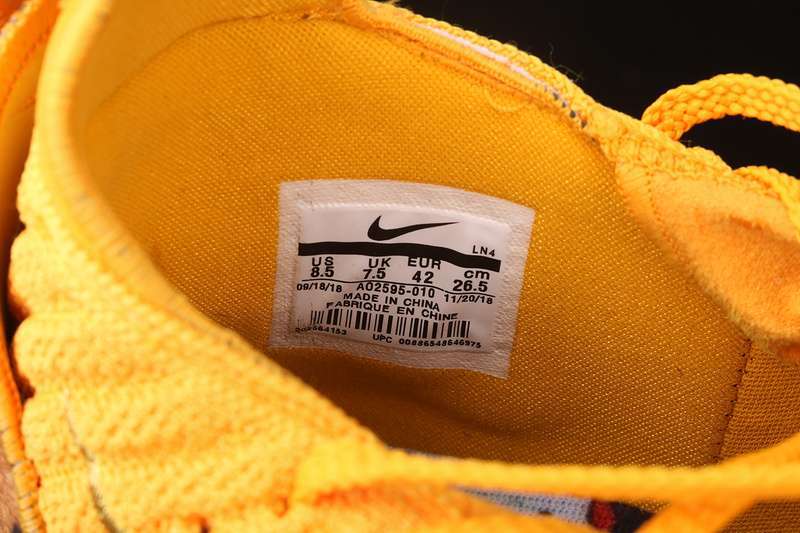 LN4
US UK EUR cm
8.5 7.5 42 26.5
09/18/18 AO2595-010 11/20/18
MADE IN CHINA
FABRIQUE EN CHINE
UPC 00886548646975